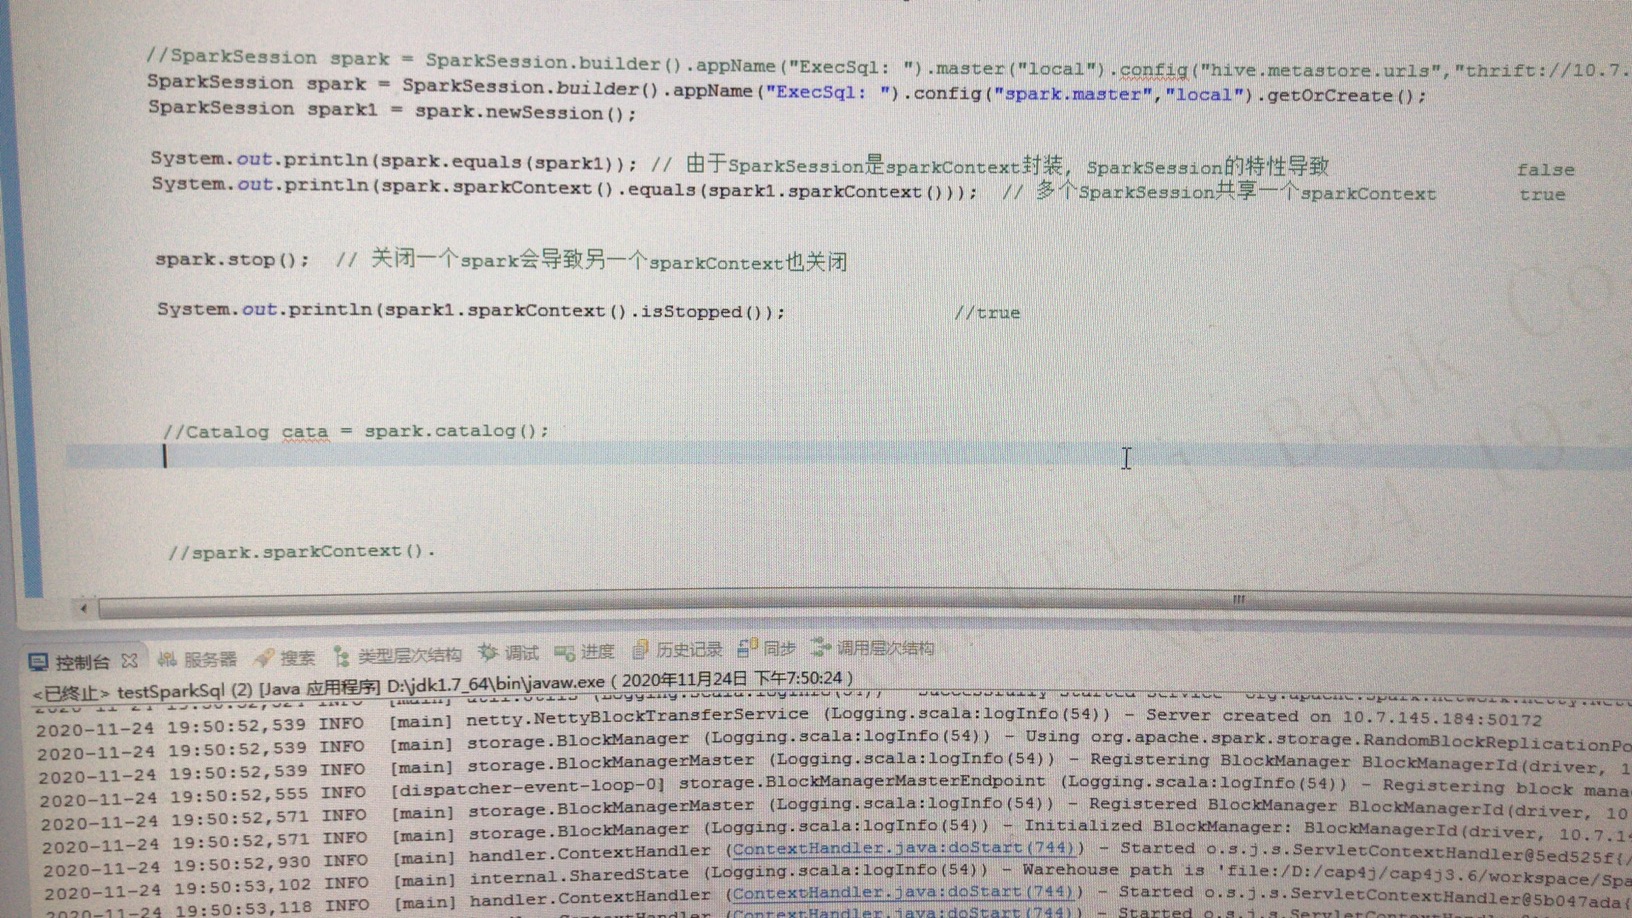 //SparkSession spark = SparkSession.builder().appName("ExecSql: ").master("local").config("hive.metastore.urls","thrift://10.7.
SparkSession spark = SparkSession.builder().appName("ExecSql: ").config("spark.master","local").getOrCreate();
SparkSession spark1 = spark.newSession();
System.out.println(spark.equals(spark1)); // 由于SparkSession是sparkContext封装, SparkSession的特性导致 false
System.out.println(spark.sparkContext().equals(spark1.sparkContext())); // 多个SparkSession共享一个sparkContext true
spark.stop(); // 关闭一个spark会导致另一个sparkContext也关闭
System.out.println(spark1.sparkContext().isStopped()); //true
//Catalog cata = spark.catalog();
//spark.sparkContext().
控制台 服务器 搜索 类型层次结构 调试 进度 历史记录 同步 调用层次结构
<已终止> testSparkSql (2) [Java 应用程序] D:\jdk1.7_64\bin\javaw.exe ( 2020年11月24日 下午7:50:24 )
2020-11-24 19:50:52,539 INFO [main] netty.NettyBlockTransferService (Logging.scala:logInfo(54)) - Server created on 10.7.145.184:50172
2020-11-24 19:50:52,539 INFO [main] storage.BlockManager (Logging.scala:logInfo(54)) - Using org.apache.spark.storage.RandomBlockReplicationPo
2020-11-24 19:50:52,539 INFO [main] storage.BlockManagerMaster (Logging.scala:logInfo(54)) - Registering BlockManager BlockManagerId(driver, 1
2020-11-24 19:50:52,555 INFO [dispatcher-event-loop-0] storage.BlockManagerMasterEndpoint (Logging.scala:logInfo(54)) - Registering block mana
2020-11-24 19:50:52,571 INFO [main] storage.BlockManagerMaster (Logging.scala:logInfo(54)) - Registered BlockManager BlockManagerId(driver, 10
2020-11-24 19:50:52,571 INFO [main] storage.BlockManager (Logging.scala:logInfo(54)) - Initialized BlockManager: BlockManagerId(driver, 10.7.1
2020-11-24 19:50:52,930 INFO [main] handler.ContextHandler (ContextHandler.java:doStart(744)) - Started o.s.j.s.ServletContextHandler@5ed525f{/
2020-11-24 19:50:53,102 INFO [main] internal.SharedState (Logging.scala:logInfo(54)) - Warehouse path is 'file:/D:/cap4j/cap4j3.6/workspace/Spa
2020-11-24 19:50:53,118 INFO [main] handler.ContextHandler (ContextHandler.java:doStart(744)) - Started o.s.j.s.ServletContextHandler@5b047ada{